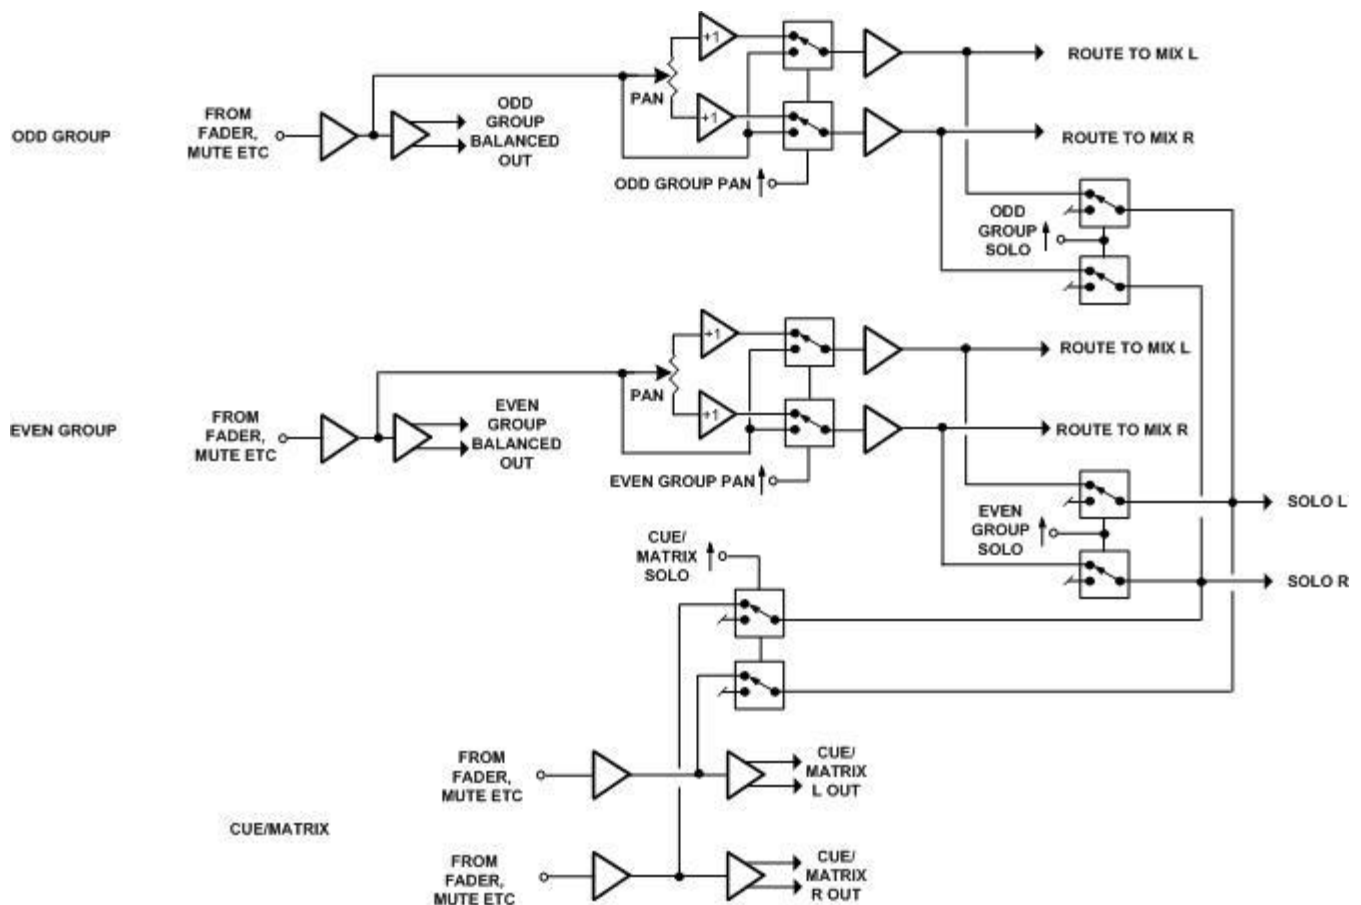 ODD GROUP
FROM
FADER,
MUTE ETC
ODD
GROUP
BALANCED
OUT
PAN
+1
+1
ODD GROUP PAN
ROUTE TO MIX L
ROUTE TO MIX R
ODD
GROUP
SOLO
EVEN GROUP
FROM
FADER,
MUTE ETC
EVEN
GROUP
BALANCED
OUT
PAN
+1
+1
EVEN GROUP PAN
ROUTE TO MIX L
ROUTE TO MIX R
EVEN
GROUP
SOLO
SOLO L
SOLO R
CUE/
MATRIX
SOLO
CUE/MATRIX
FROM
FADER,
MUTE ETC
CUE/
MATRIX
L OUT
FROM
FADER,
MUTE ETC
CUE/
MATRIX
R OUT